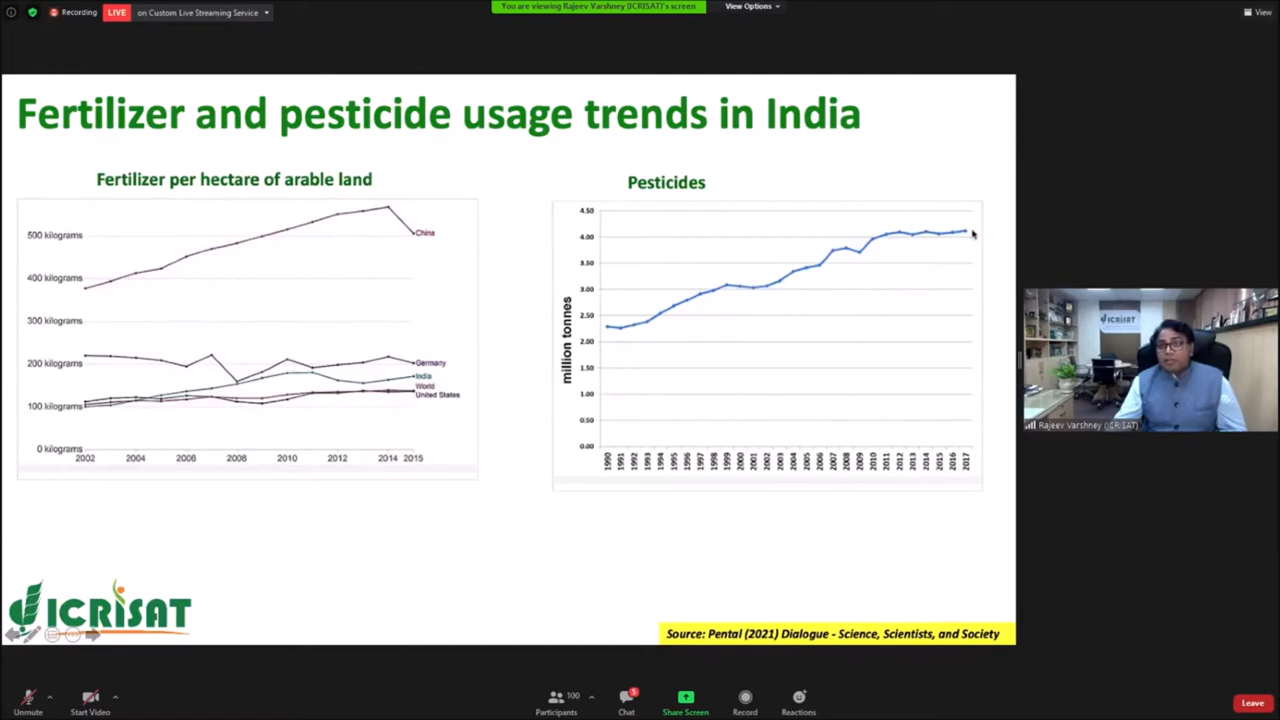 Recording
LIVE
on Custom Live Streaming Service
You are viewing Rajeev Varshney (ICRISAT)'s screen
View Options
View
Fertilizer and pesticide usage trends in India
Fertilizer per hectare of arable land
500 kilograms
400 kilograms
300 kilograms
200 kilograms
100 kilograms
0 kilograms
China
Germany
India
World
United States
2002 2004 2006 2008 2010 2012 2014 2015
Pesticides
million tonnes
4.50
4.00
3.50
3.00
2.50
2.00
1.50
1.00
0.50
0.00
1990 1991 1992 1993 1994 1995 1996 1997 1998 1999 2000 2001 2002 2003 2004 2005 2006 2007 2008 2009 2010 2011 2012 2013 2014 2015 2016 2017
ICRISAT
Rajeev Varshney (ICRISAT)
ICRISAT
Source: Pental (2021) Dialogue - Science, Scientists, and Society
Unmute
Start Video
100
Participants
5
Chat
Share Screen
Record
Reactions
Leave